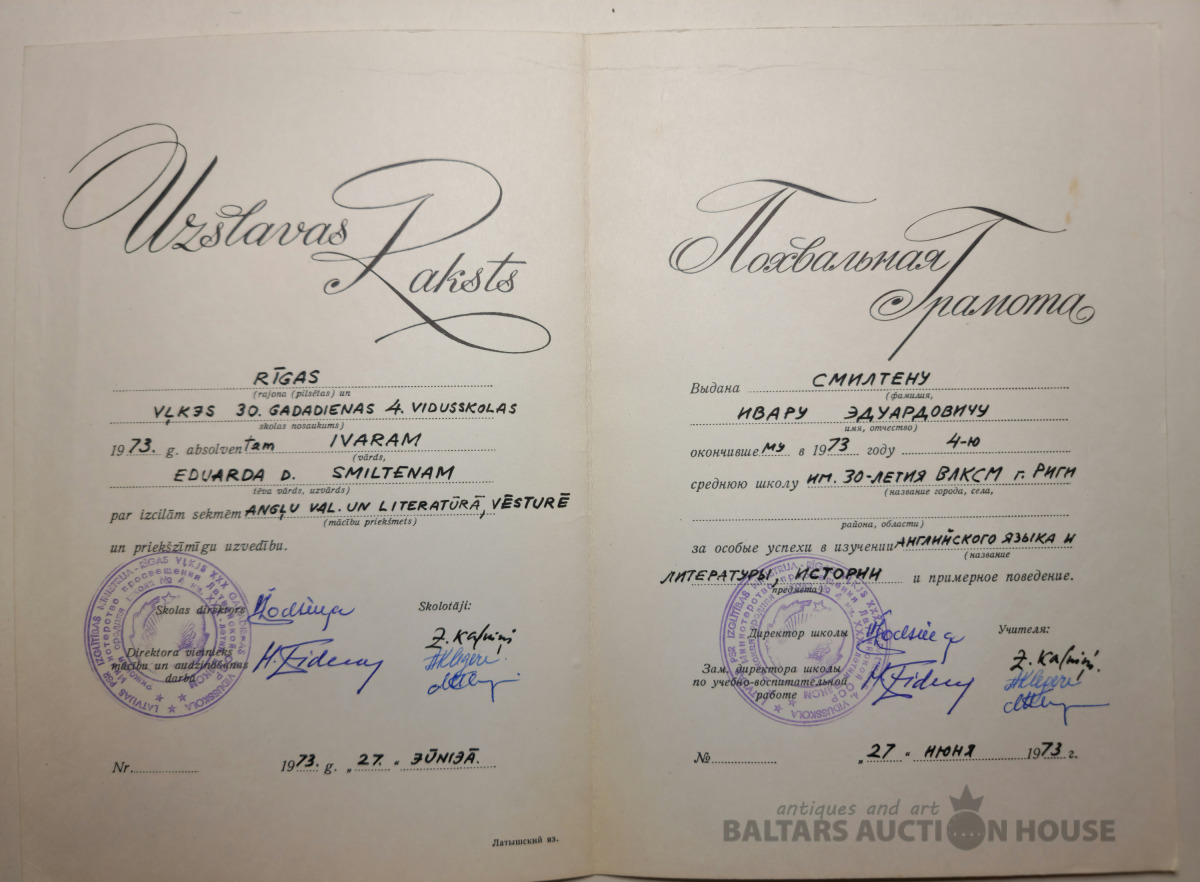 Uzslavas
Raksts
RĪGAS
(rajona (pilsētas) un
VĻKJS 30. GADADIENAS 4. VIDUSSKOLAS
skolas nosaukums)
1973. g. absolventam IVARAM
(vārds,
EDUARDA D. SMILTENAM
tēva vārds, uzvārds)
par izcilām sekmēm ANGĻU VAL. UN LITERATŪRĀ, VĒSTURĒ
(mācību priekšmets)
un priekšzīmīgu uzvedību.
Skolas direktors
Skolotāji:
Direktora vietnieks
mācību un audzināšanas
darbā
Z. Kalniņš
Nr.
1973. g. „27.“ JŪNIJĀ.
Латышский яз.
Похвальная
Грамота
Выдана СМИЛТЕНУ
(фамилия,
ИВАРУ ЭДУАРДОВИЧУ
имя, отчество)
окончившему в 1973 году 4-ю
среднюю школу ИМ. 30-ЛЕТИЯ ВЛКСМ г. РИГИ
(название города, села,
района, области)
за особые успехи в изучении АНГЛИЙСКОГО ЯЗЫКА И
(название
ЛИТЕРАТУРЫ, ИСТОРИИ и примерное поведение.
предмета)
Директор школы
Учителя:
Зам. директора школы
по учебно-воспитательной
работе
Z. Kalniņš.
№
„27“ ИЮНЯ 1973 г.
antiques and art
BALTARS AUCTION HOUSE